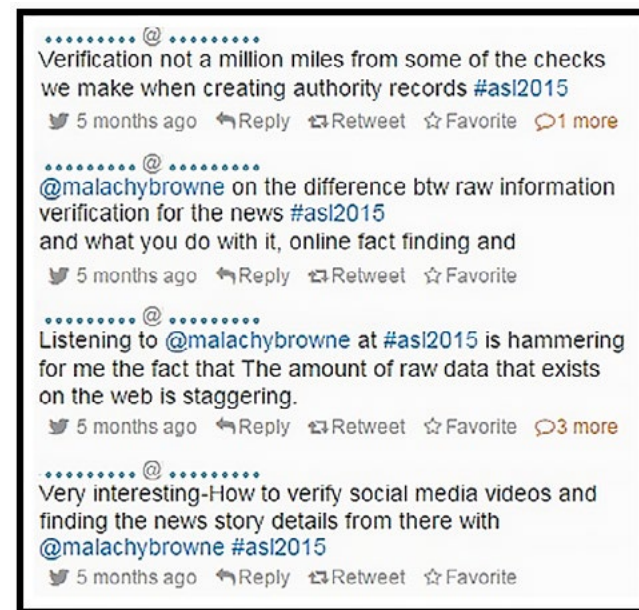 ......... @ .........
Verification not a million miles from some of the checks
we make when creating authority records #asl2015
5 months ago Reply Retweet Favorite 1 more
......... @ .........
@malachybrowne on the difference btw raw information
verification for the news #asl2015
and what you do with it, online fact finding and
5 months ago Reply Retweet Favorite
......... @ .........
Listening to @malachybrowne at #asl2015 is hammering
for me the fact that The amount of raw data that exists
on the web is staggering.
5 months ago Reply Retweet Favorite 3 more
......... @ .........
Very interesting-How to verify social media videos and
finding the news story details from there with
@malachybrowne #asl2015
5 months ago Reply Retweet Favorite